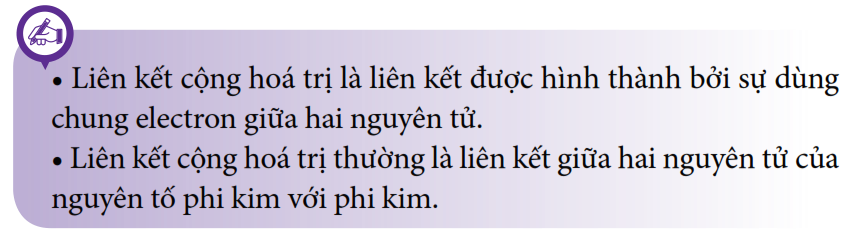 • Liên kết cộng hoá trị là liên kết được hình thành bởi sự dùng
chung electron giữa hai nguyên tử.
• Liên kết cộng hoá trị thường là liên kết giữa hai nguyên tử của
nguyên tố phi kim với phi kim.